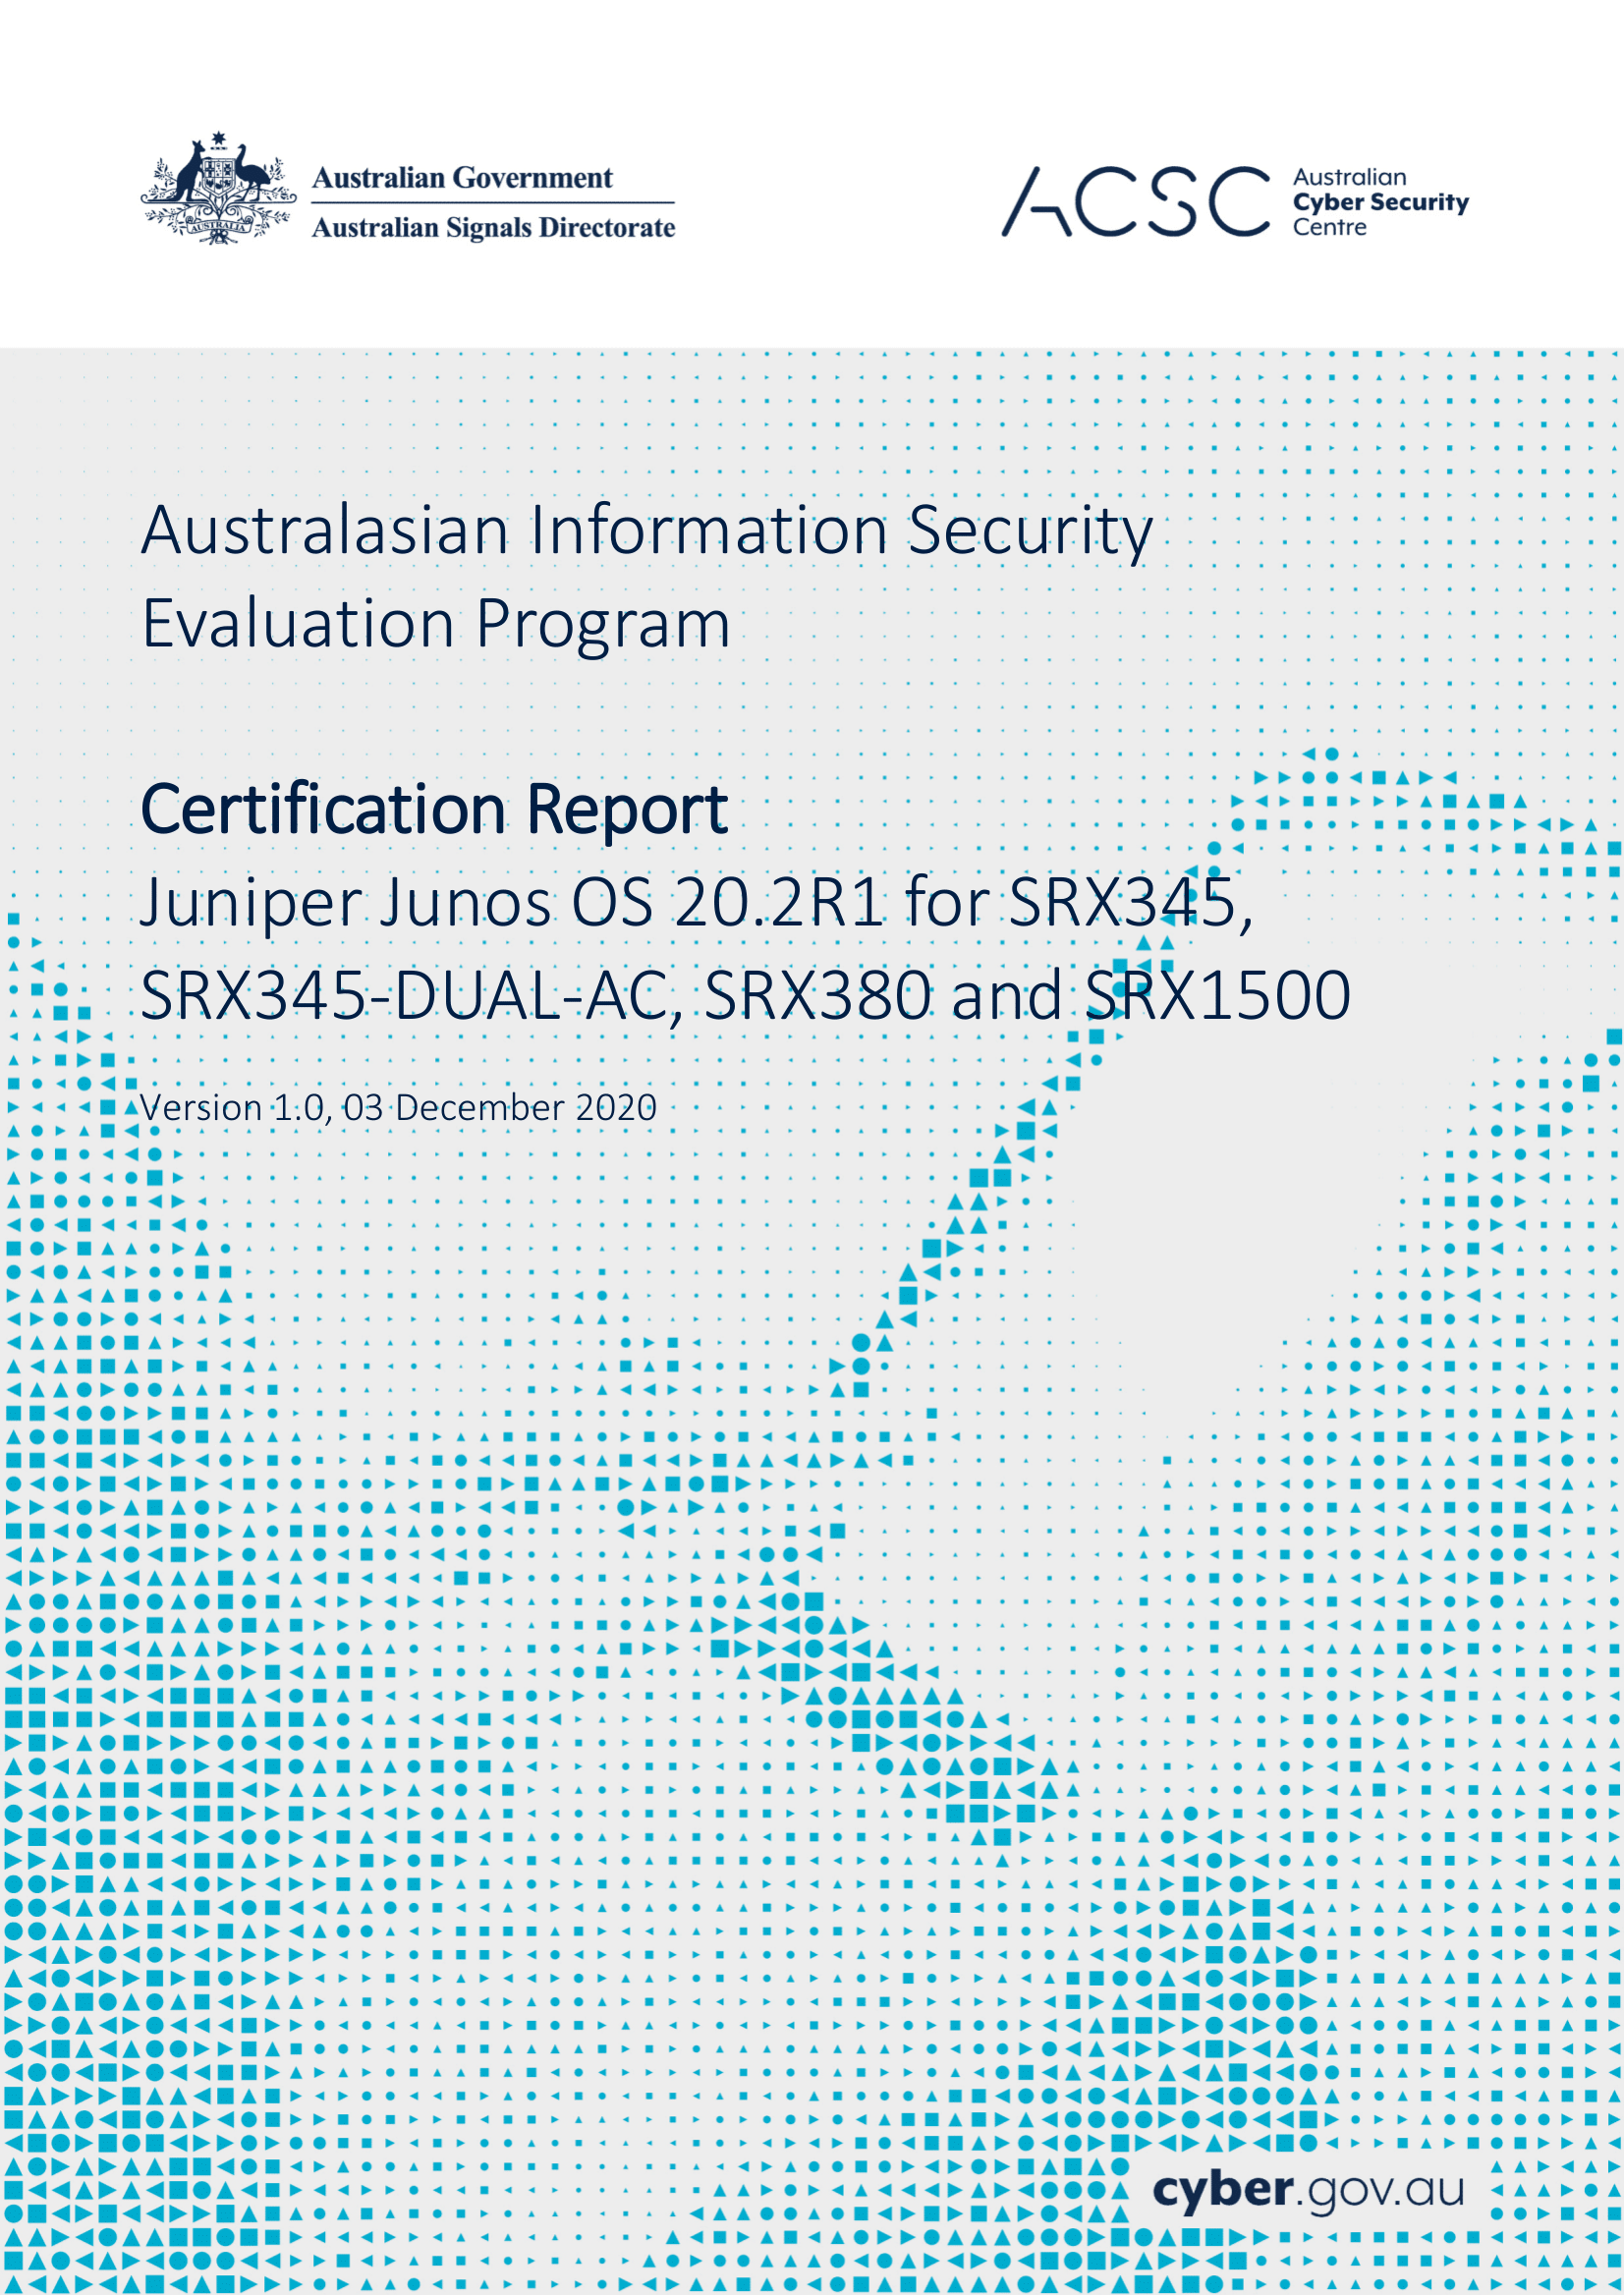 Australian Government
Australian Signals Directorate
AUSTRALIA
ACSC
Australian
Cyber Security
Centre
Australasian Information Security
Evaluation Program
Certification Report
Juniper Junos OS 20.2R1 for SRX345,
SRX345-DUAL-AC, SRX380 and SRX1500
Version 1.0, 03 December 2020
cyber.gov.au